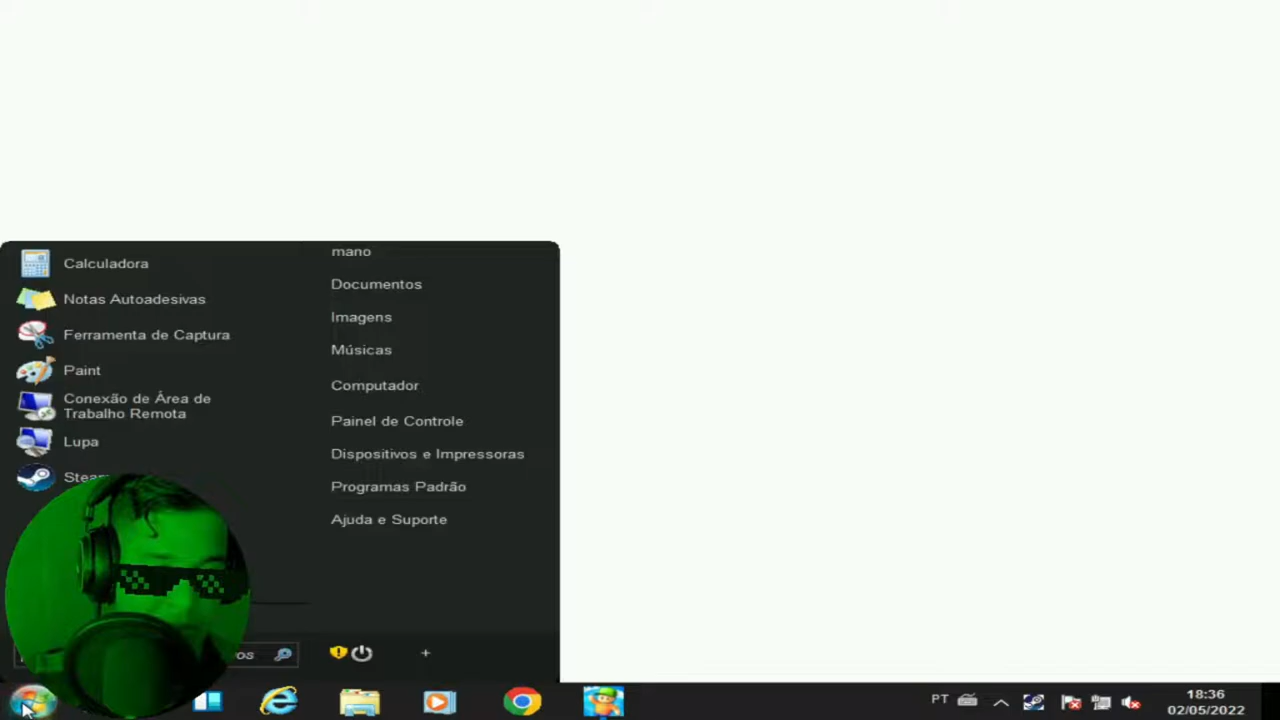 Calculadora
Notas Autoadesivas
Ferramenta de Captura
Paint
Conexão de Área de
Trabalho Remota
Lupa
mano
Documentos
Imagens
Músicas
Computador
Painel de Controle
Dispositivos e Impressoras
Programas Padrão
Ajuda e Suporte
PT
18:36
02/05/2022